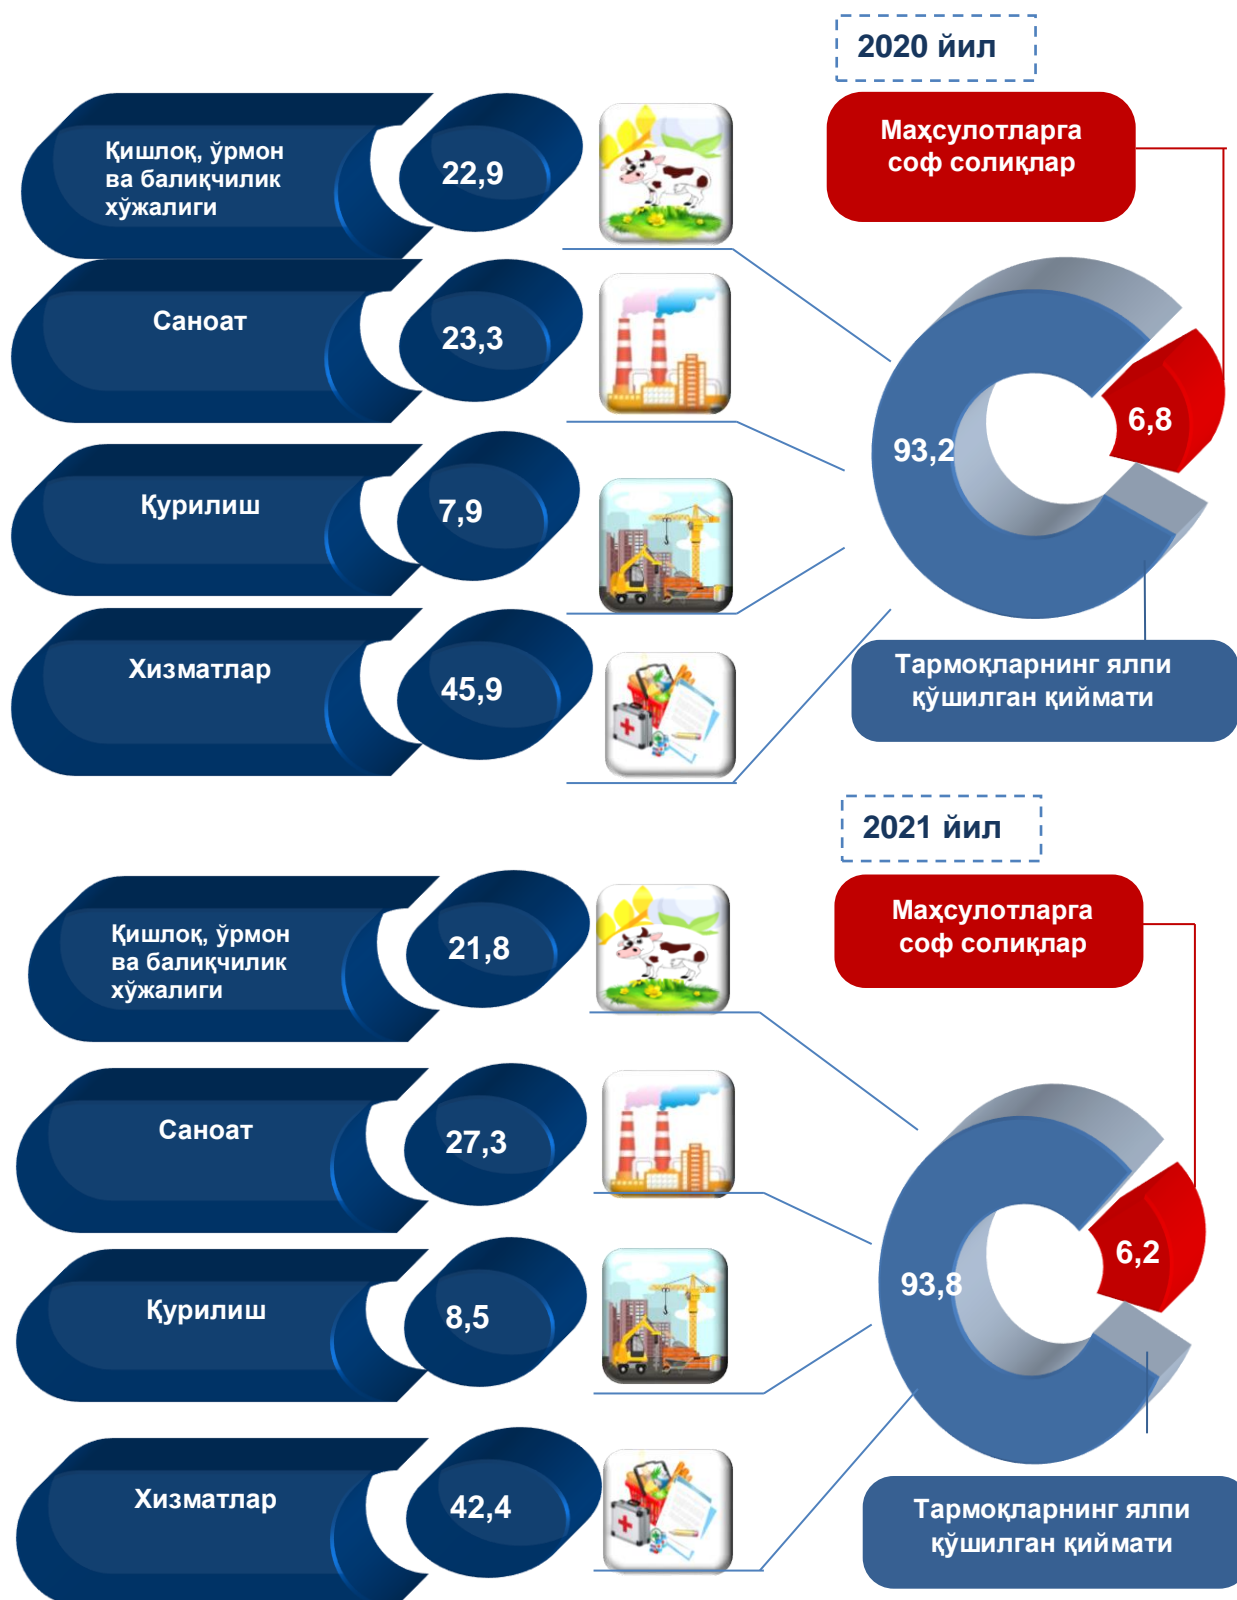 2020 йил
Қишлоқ, ўрмон
ва балиқчилик
хўжалиги
22,9
Саноат
23,3
Қурилиш
7,9
Хизматлар
45,9
Маҳсулотларга
соф солиқлар
6,8
93,2
Тармоқларнинг ялпи
қўшилган қиймати
2021 йил
Қишлоқ, ўрмон
ва балиқчилик
хўжалиги
21,8
Саноат
27,3
Қурилиш
8,5
Хизматлар
42,4
Маҳсулотларга
соф солиқлар
6,2
93,8
Тармоқларнинг ялпи
қўшилган қиймати